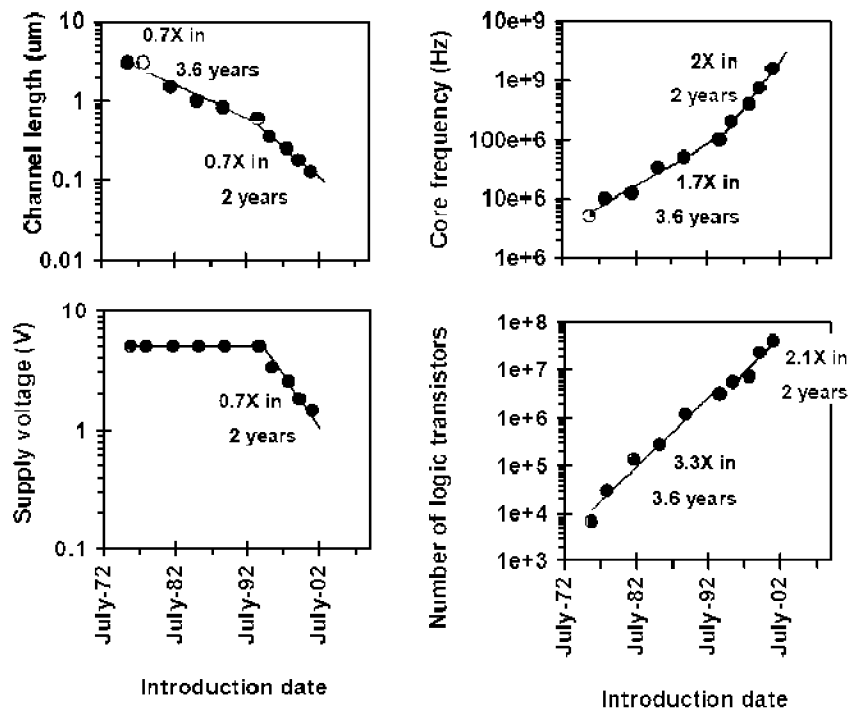 Channel length (um)
10
1
0.1
0.01
0.7X in
3.6 years
0.7X in
2 years
Core frequency (Hz)
10e+9
1e+9
100e+6
10e+6
1e+6
2X in
2 years
1.7X in
3.6 years
Supply voltage (V)
10
1
0.1
0.7X in
2 years
July-72
July-82
July-92
July-02
Introduction date
Number of logic transistors
1e+8
1e+7
1e+6
1e+5
1e+4
1e+3
2.1X in
2 years
3.3X in
3.6 years
July-72
July-82
July-92
July-02
Introduction date